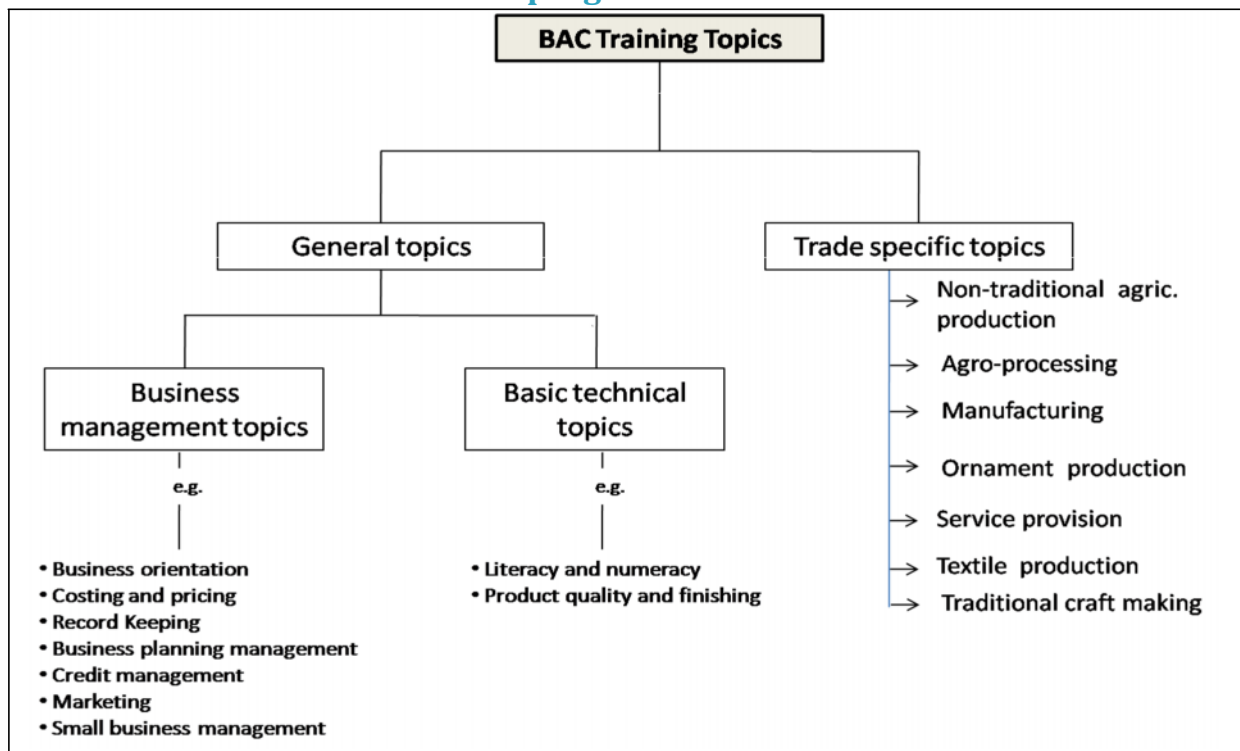 BAC Training Topics
General topics
Trade specific topics
Business
management topics
e.g.
• Business orientation
• Costing and pricing
• Record Keeping
• Business planning management
• Credit management
• Marketing
• Small business management
Basic technical
topics
e.g.
• Literacy and numeracy
• Product quality and finishing
Non-traditional agric.
production
Agro-processing
Manufacturing
Ornament production
Service provision
Textile production
Traditional craft making